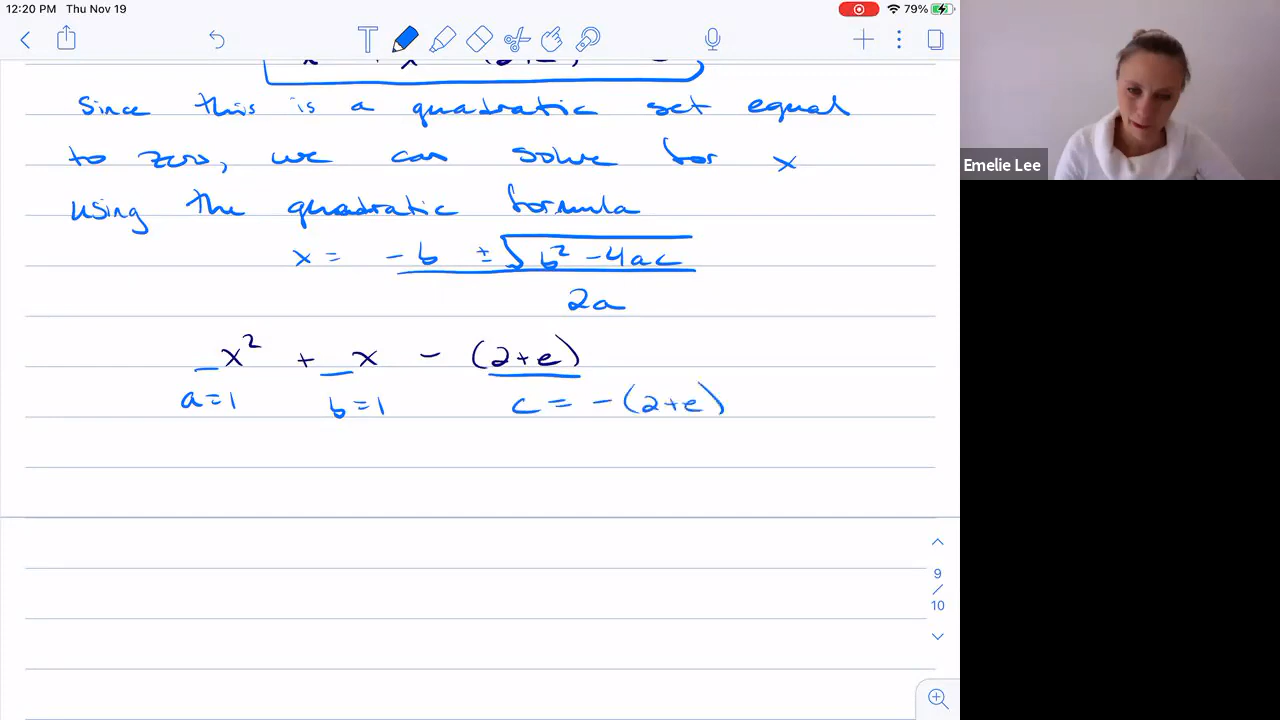 12:20 PM Thu Nov 19
79%
Since this is a quadratic set equal
to zero, we can solve for x
using the quadratic formula
x = -b ± √b² - 4ac
2a
x² + x - (2+e)
a=1 b=1 c = -(2+e)
Emelie Lee
9
/
10